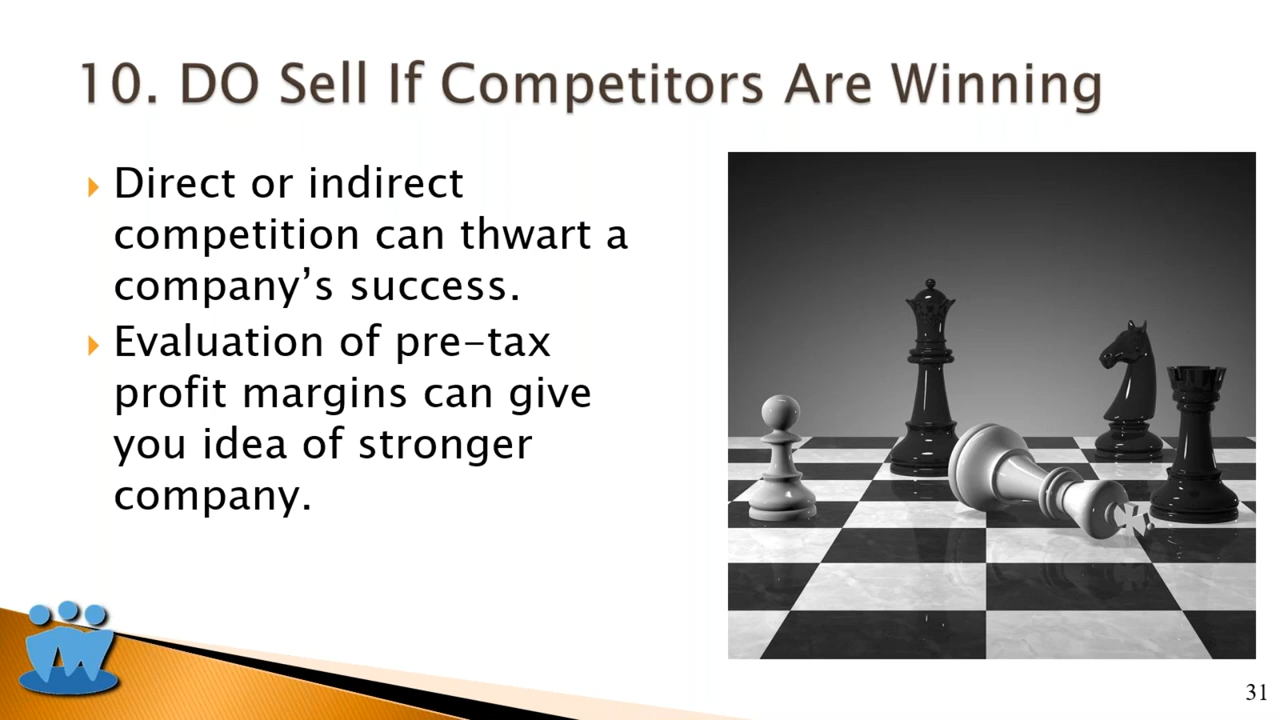 10. DO Sell If Competitors Are Winning
Direct or indirect
competition can thwart a
company’s success.
Evaluation of pre-tax
profit margins can give
you idea of stronger
company.
31